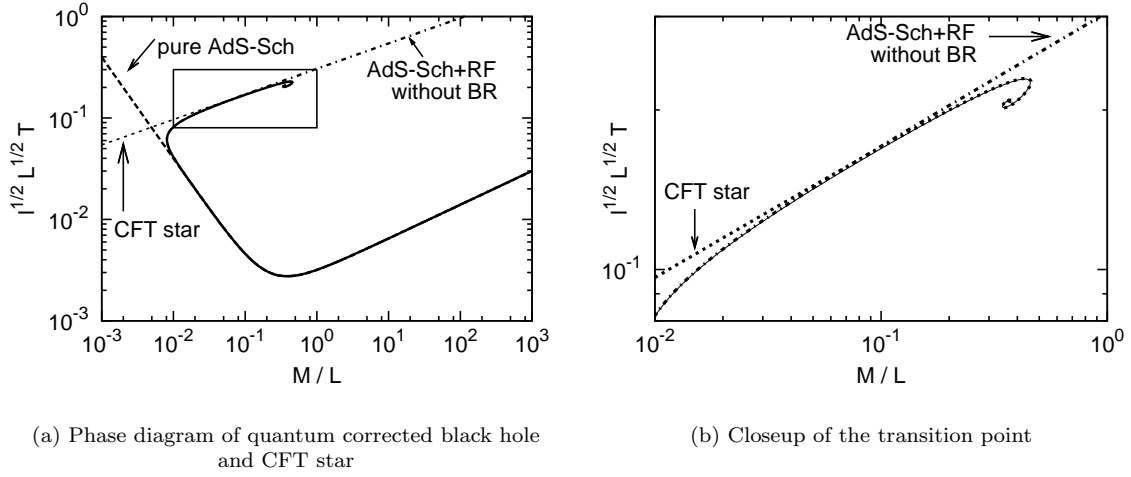 10^1
10^0
10^-1
10^-2
10^-3
l^1/2 L^1/2 T
10^-3
10^-2
10^-1
10^0
10^1
10^2
10^3
M / L
pure AdS-Sch
AdS-Sch+RF
without BR
CFT star
(a) Phase diagram of quantum corrected black hole
and CFT star
10^-1
l^1/2 L^1/2 T
10^-2
10^-1
10^0
M / L
AdS-Sch+RF
without BR
CFT star
(b) Closeup of the transition point